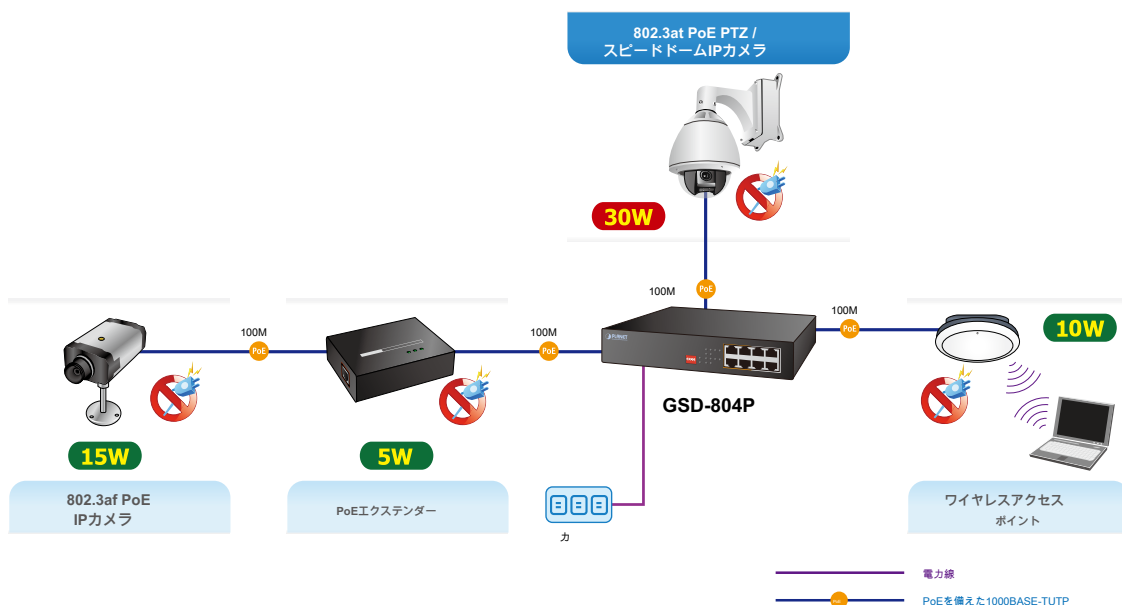 802.3at PoE PTZ /
スピードドームIPカメラ
30W
100M
PoE
100M
PoE
100M
PoE
100M
PoE
10W
PLANET
GSD-804P
15W
5W
802.3af PoE
IPカメラ
PoEエクステンダー
カ
ワイヤレスアクセス
ポイント
電力線
PoEを備えた1000BASE-TUTP